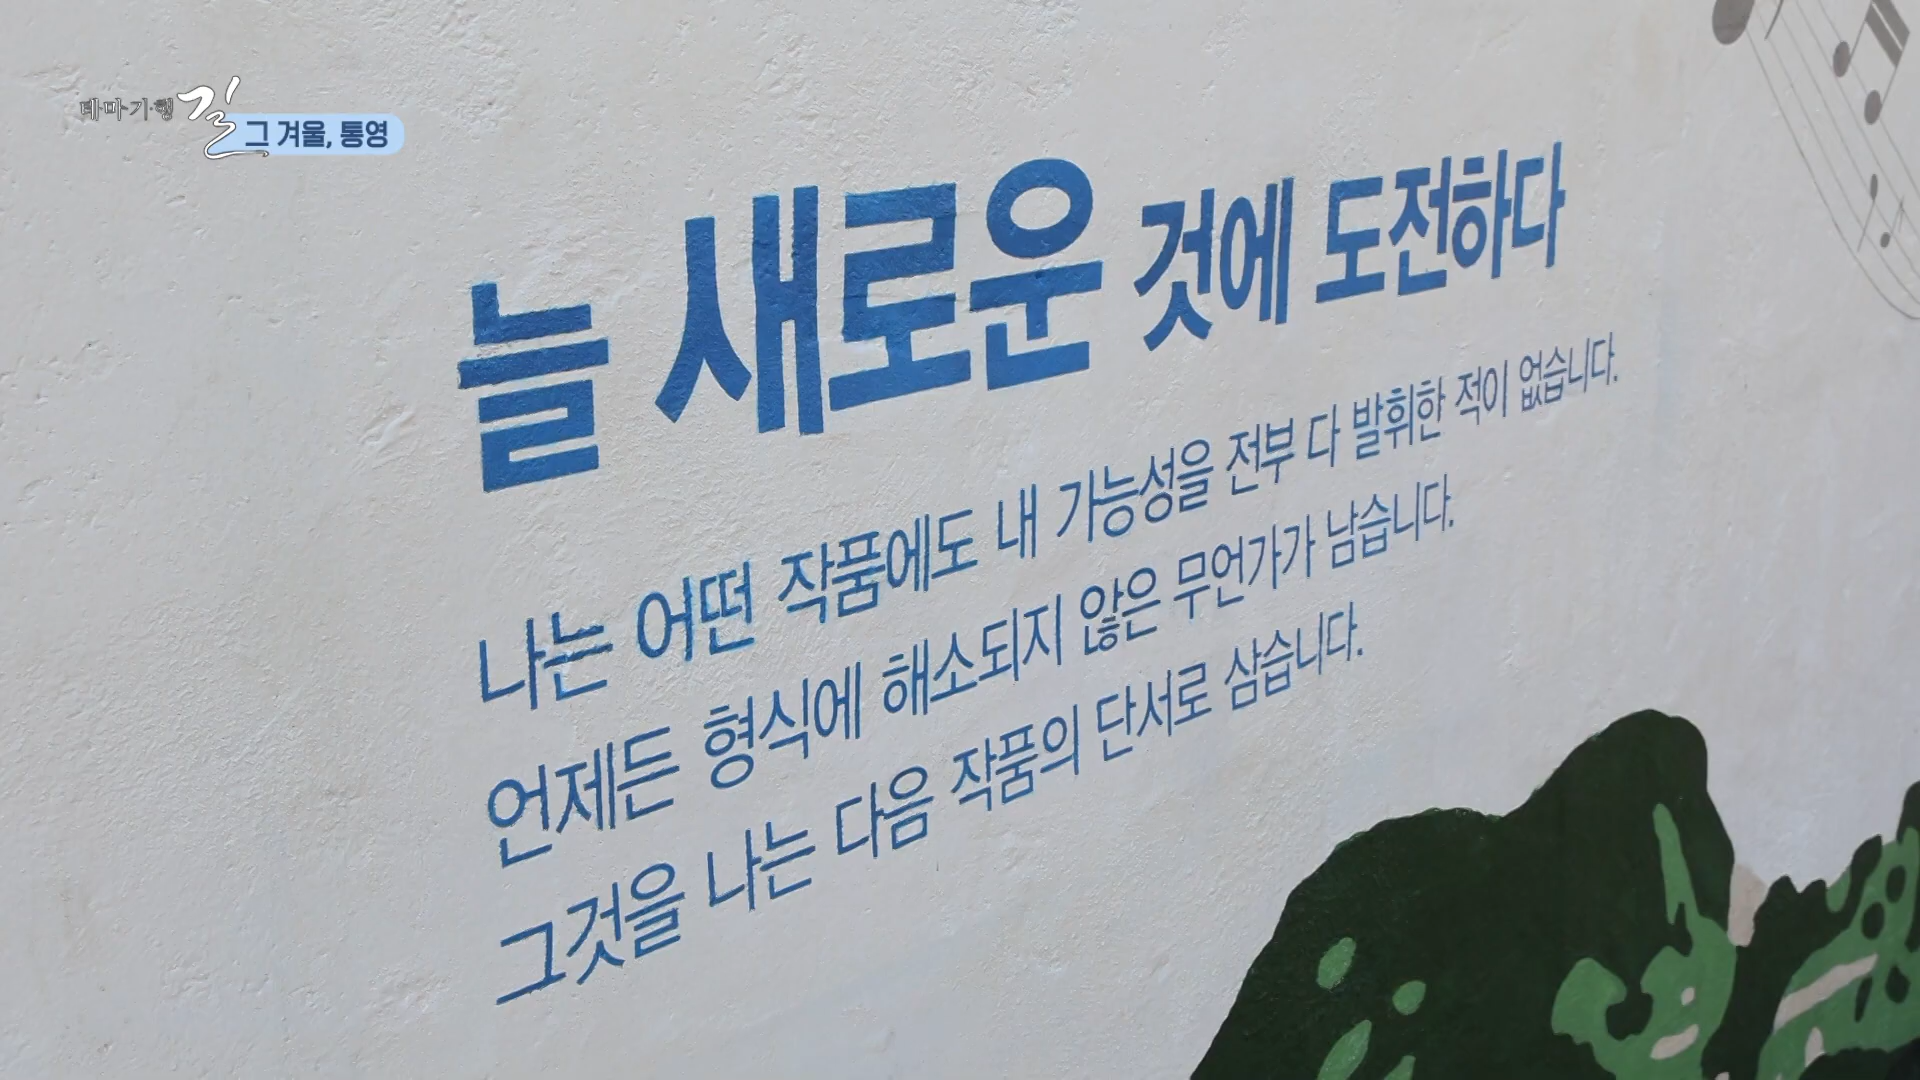 테마기행 길
그 겨울, 통영
늘 새로운 것에 도전하다
나는 어떤 작품에도 내 가능성을 전부 다 발휘한 적이 없습니다.
언제든 형식에 해소되지 않은 무언가가 남습니다.
그것을 나는 다음 작품의 단서로 삼습니다.